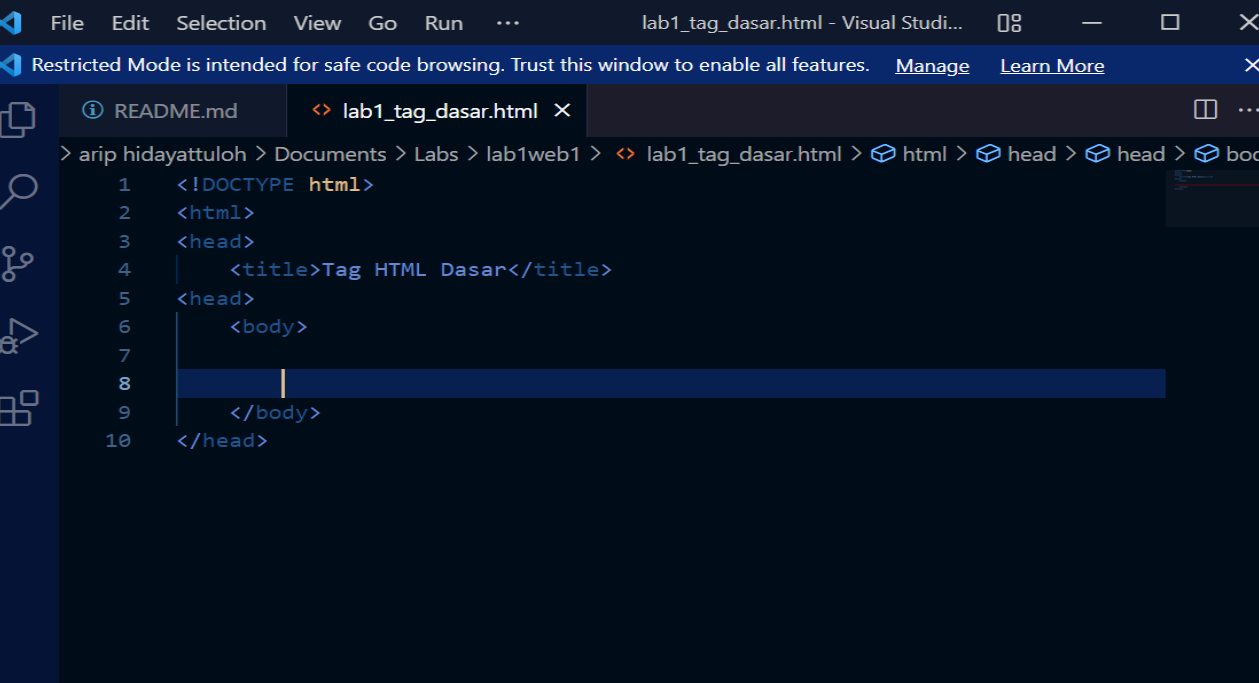 File Edit Selection View Go Run ··· lab1_tag_dasar.html - Visual Studi...
Restricted Mode is intended for safe code browsing. Trust this window to enable all features. Manage Learn More
README.md lab1_tag_dasar.html
> arip hidayattuloh > Documents > Labs > lab1web1 > <> lab1_tag_dasar.html > html > head > head > boc
1 <!DOCTYPE html>
2 <html>
3 <head>
4 <title>Tag HTML Dasar</title>
5 <head>
6 <body>
7
8
9 </body>
10 </head>